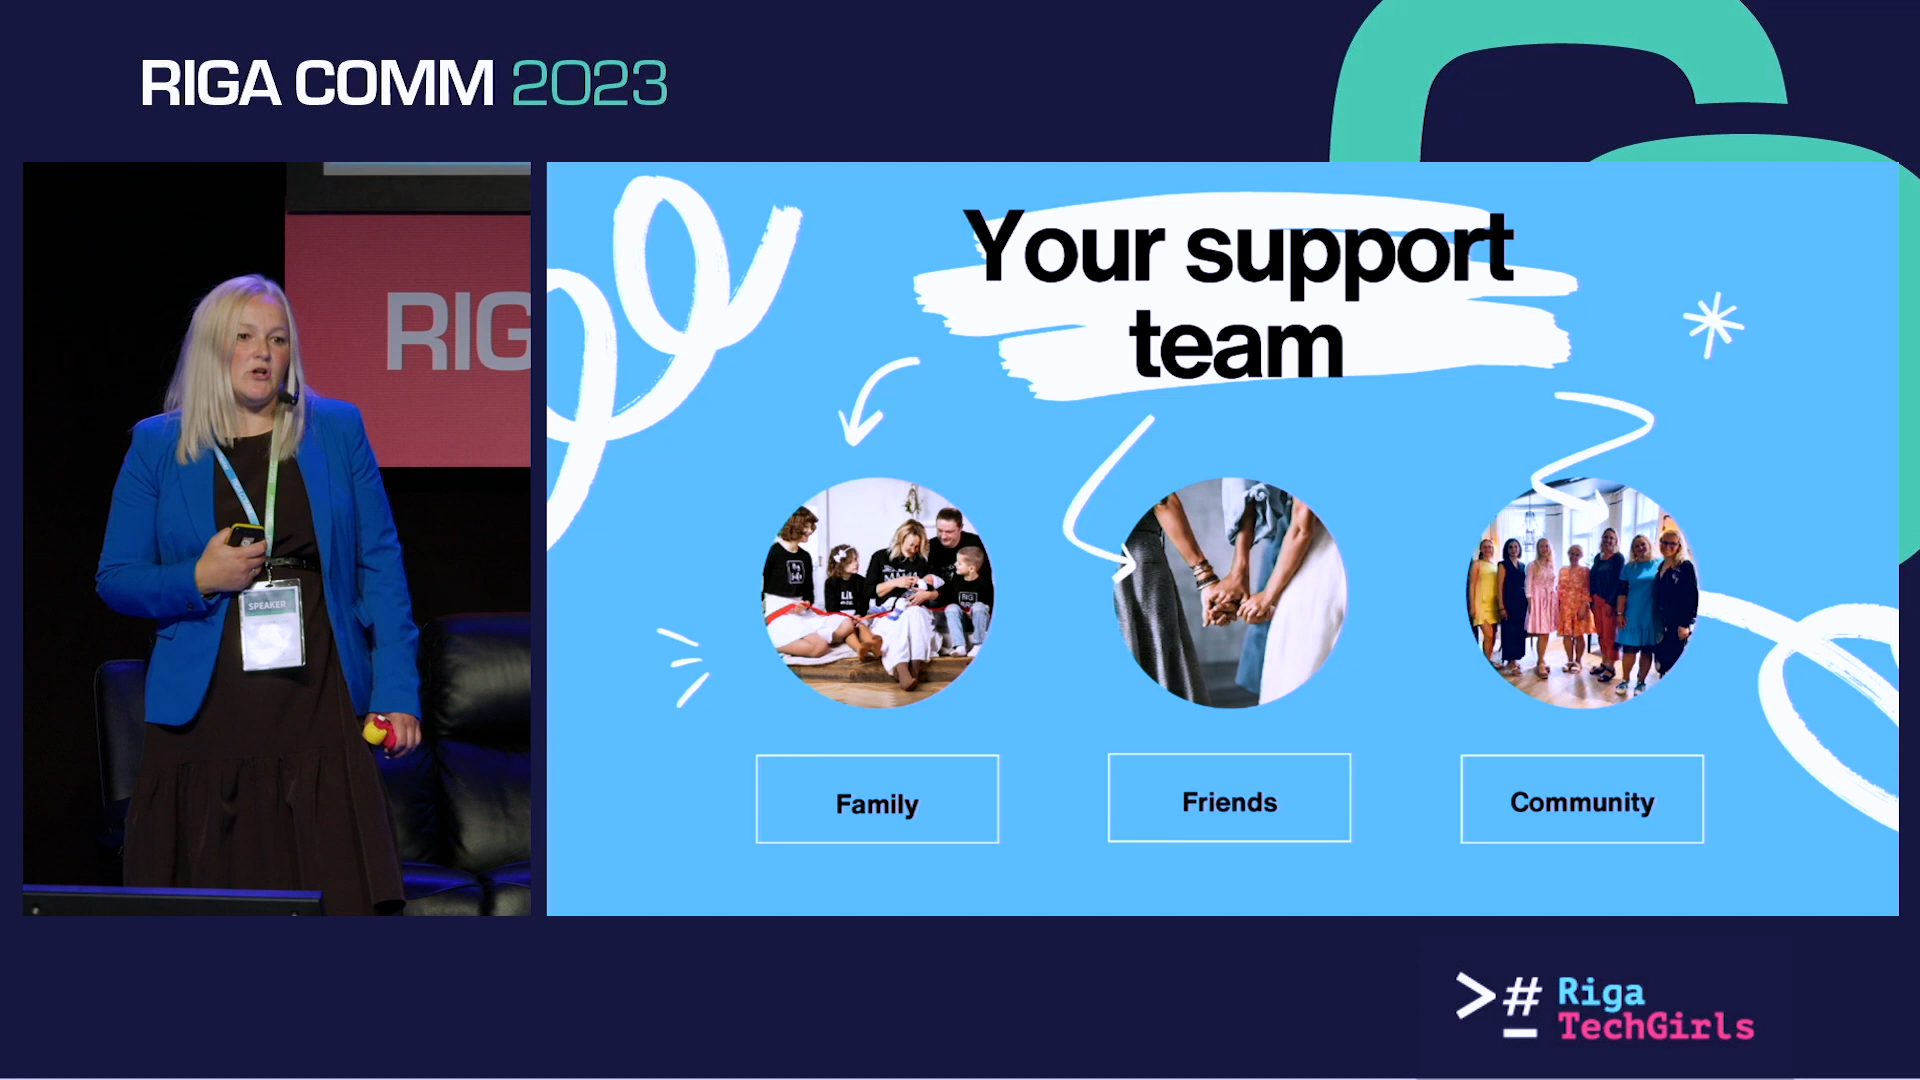 RIGA COMM 2023
RIG
SPEAKER
Your support
team
Family
Friends
Community
>#_ Riga
TechGirls